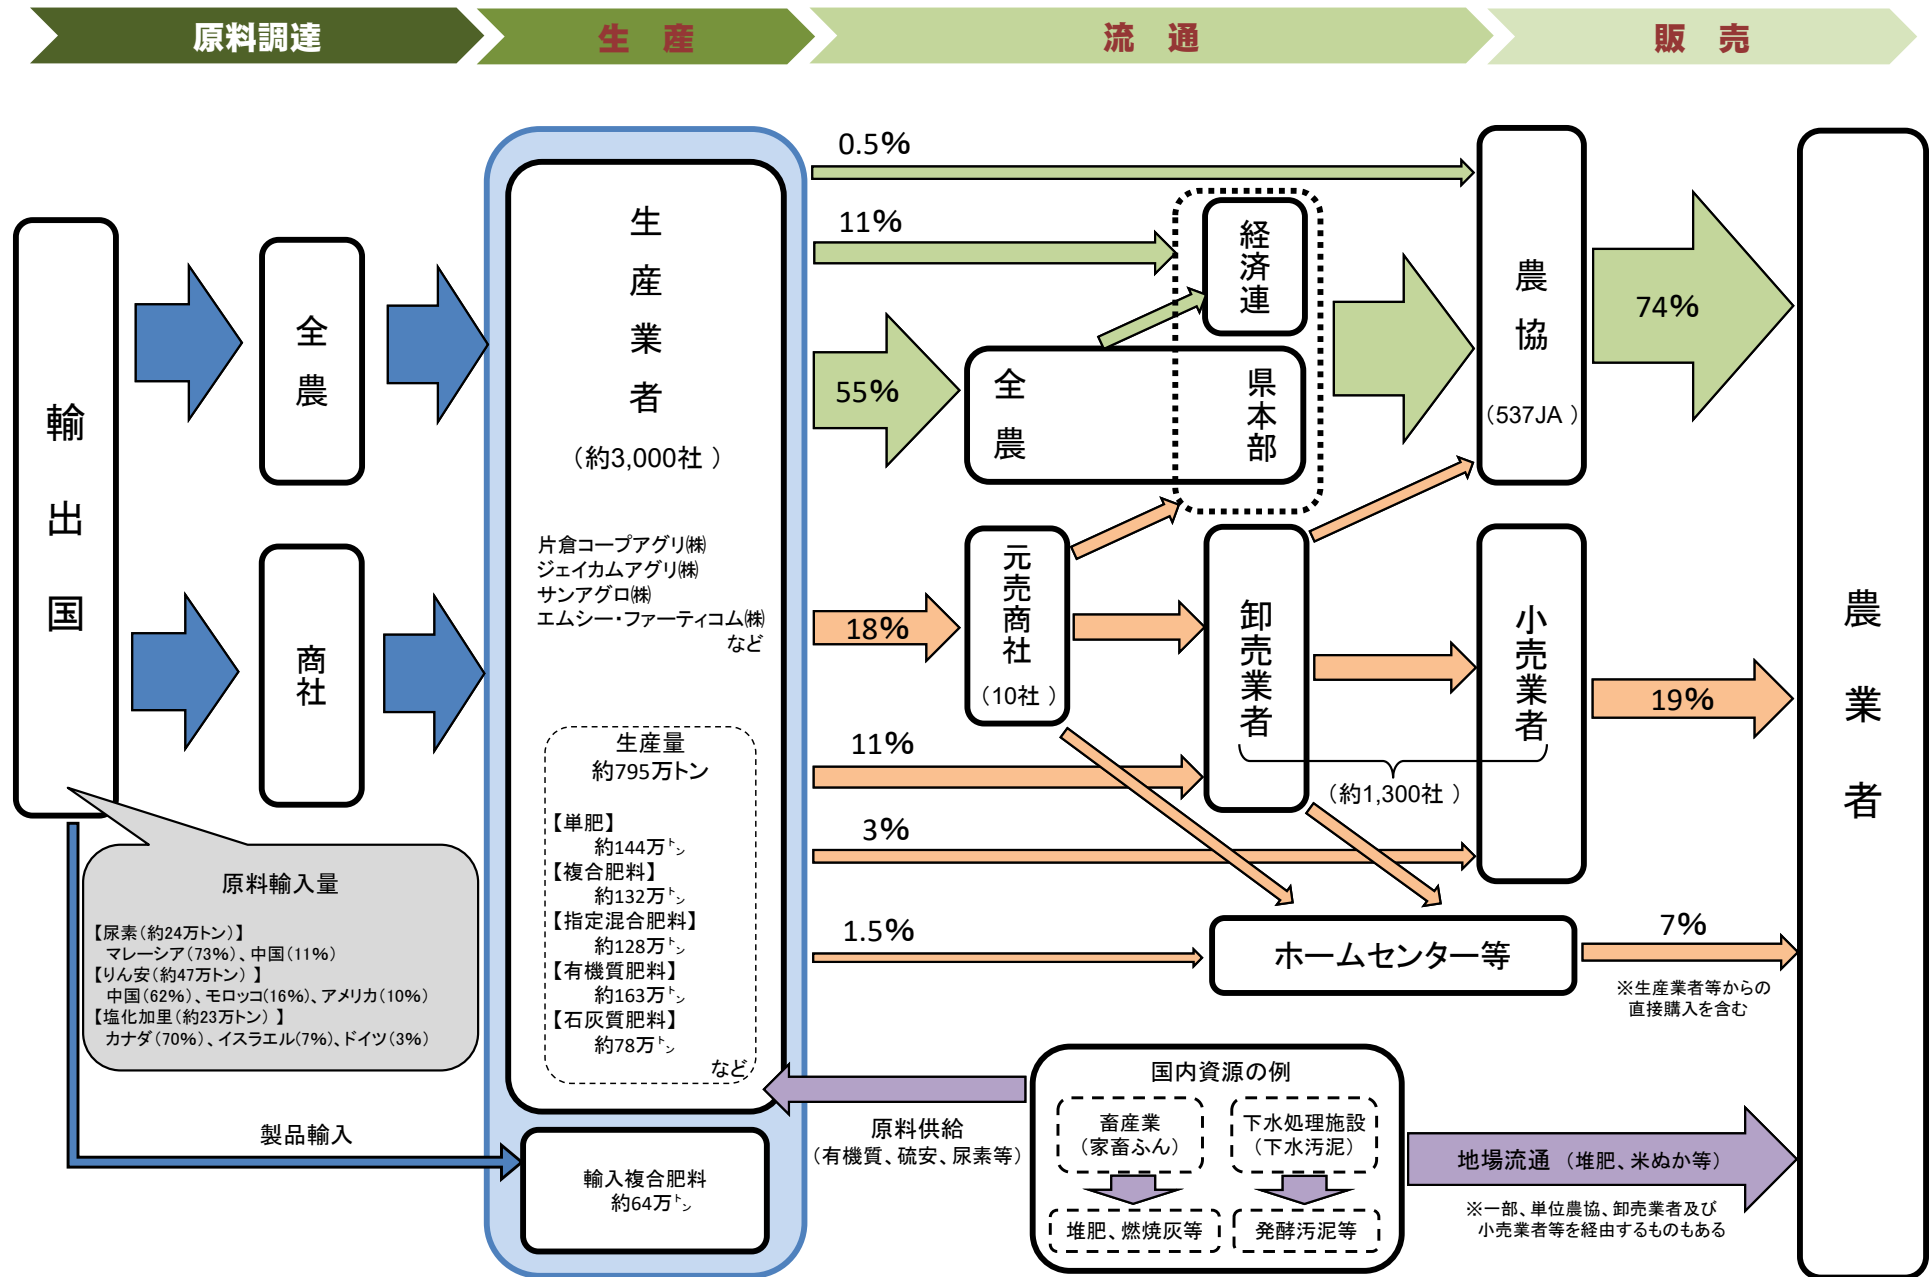 原料調達
生　産
流　通
販　売
輸出国
全農
商社
原料輸入量
【尿素（約24万トン）】
マレーシア（73%）、中国（11%）
【りん安（約47万トン）】
中国（62%）、モロッコ（16%）、アメリカ（10%）
【塩化加里（約23万トン）】
カナダ（70%）、イスラエル（7%）、ドイツ（3%）
製品輸入
生産業者
（約3,000社）
片倉コープアグリ㈱
ジェイカムアグリ㈱
サンアグロ㈱
エムシー・ファーティコム㈱
など
生産量
約795万トン
【単肥】
約144万㌧
【複合肥料】
約132万㌧
【指定混合肥料】
約128万㌧
【有機質肥料】
約163万㌧
【石灰質肥料】
約78万㌧
など
輸入複合肥料
約64万㌧
0.5%
11%
55%
18%
11%
3%
1.5%
経済連
全農
県本部
元売商社
（10社）
卸売業者
小売業者
（約1,300社）
ホームセンター等
農協
（537JA）
74%
19%
7%
※生産業者等からの
直接購入を含む
農業者
原料供給
（有機質、硫安、尿素等）
国内資源の例
畜産業
（家畜ふん）
下水処理施設
（下水汚泥）
堆肥、燃焼灰等
発酵汚泥等
地場流通（堆肥、米ぬか等）
※一部、単位農協、卸売業者及び
小売業者等を経由するものもある